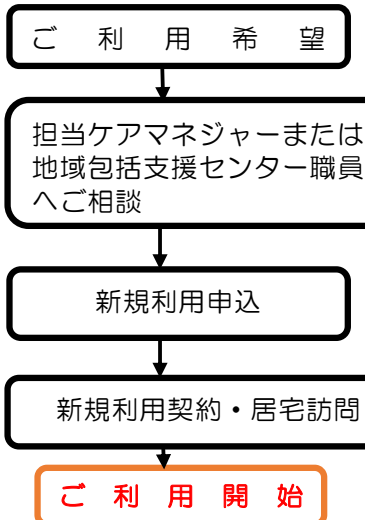 ご利用希望
担当ケアマネジャーまたは
地域包括支援センター職員
へご相談
新規利用申込
新規利用契約・居宅訪問
ご利用開始